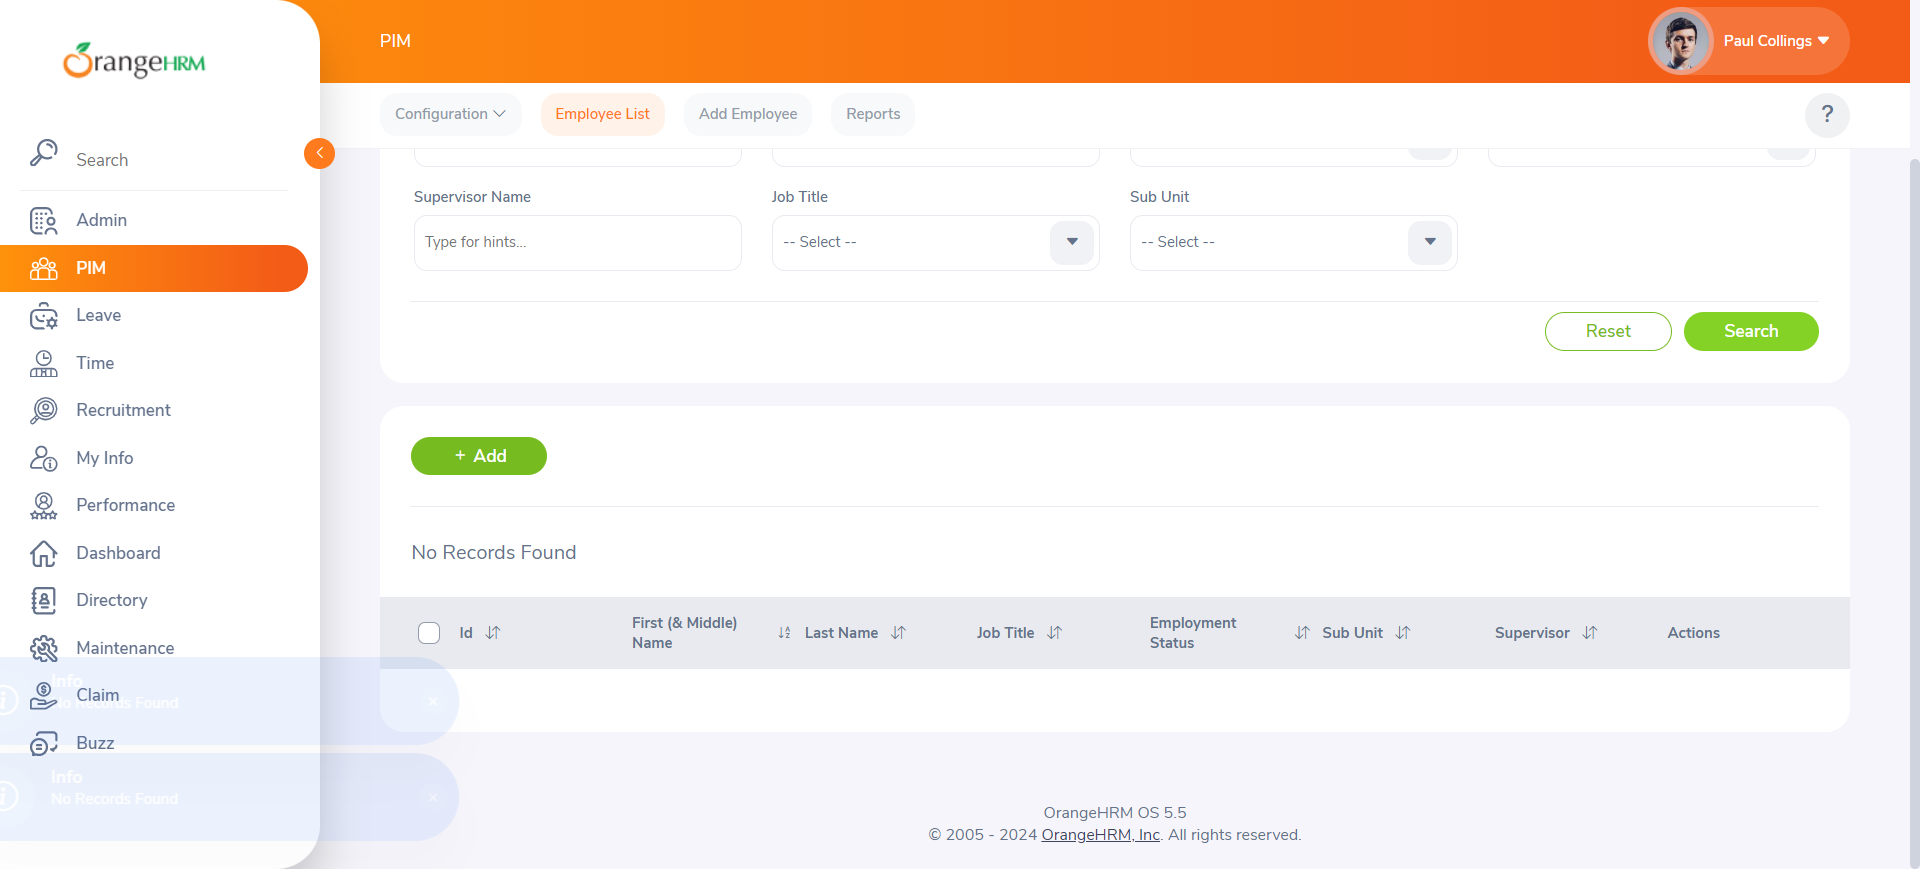 OrangeHRM
PIM
Paul Collings
Configuration
Employee List
Add Employee
Reports
?
Search
Admin
PIM
Leave
Time
Recruitment
My Info
Performance
Dashboard
Directory
Maintenance
Claim
Buzz
Supervisor Name
Job Title
Sub Unit
Type for hints...
-- Select --
-- Select --
Reset
Search
+ Add
No Records Found
Id
First (& Middle)
Name
Last Name
Job Title
Employment
Status
Sub Unit
Supervisor
Actions
Info
No Records Found
×
Info
No Records Found
×
OrangeHRM OS 5.5
© 2005 - 2024 OrangeHRM, Inc. All rights reserved.